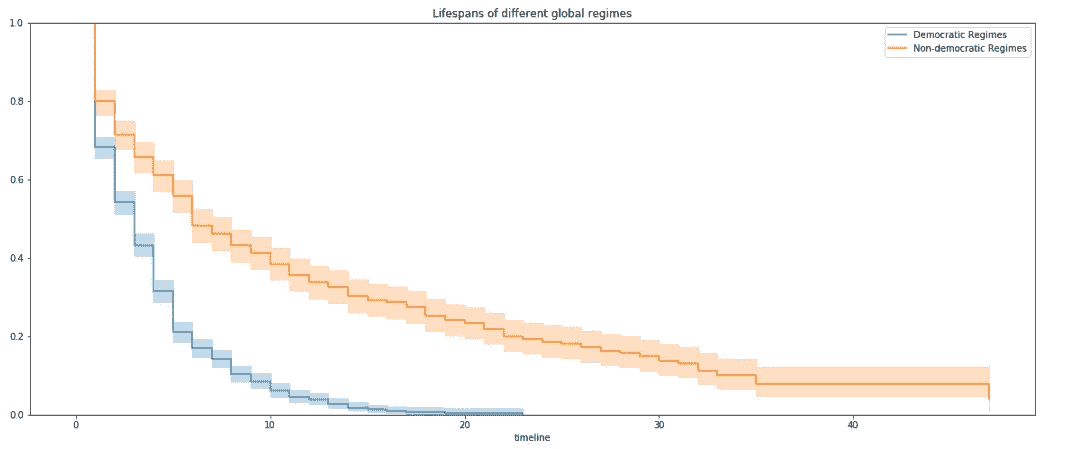 Lifespans of different global regimes
Democratic Regimes
Non-democratic Regimes
1.0
0.8
0.6
0.4
0.2
0.0
0 10 20 30 40
timeline